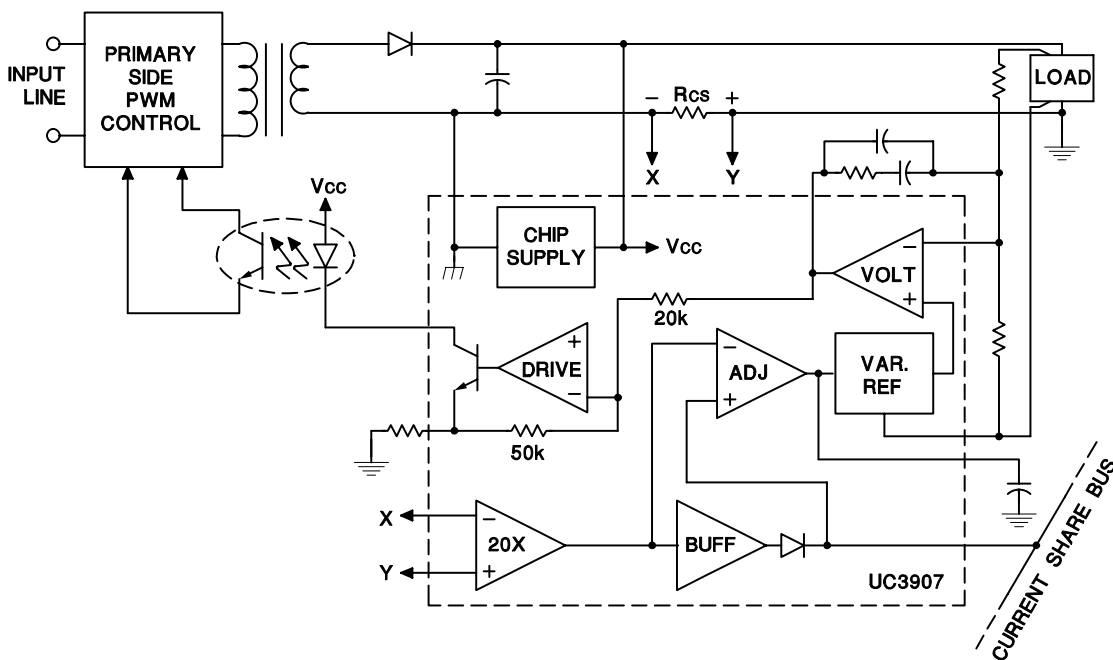 PRIMARY
SIDE
PWM
CONTROL
INPUT
LINE
LOAD
−
Rcs
+
X
Y
Vcc
CHIP
SUPPLY
Vcc
−
VOLT
+
20k
+
DRIVE
−
−
ADJ
+
VAR.
REF
50k
X
−
20X
Y
+
BUFF
UC3907
CURRENT SHARE BUS